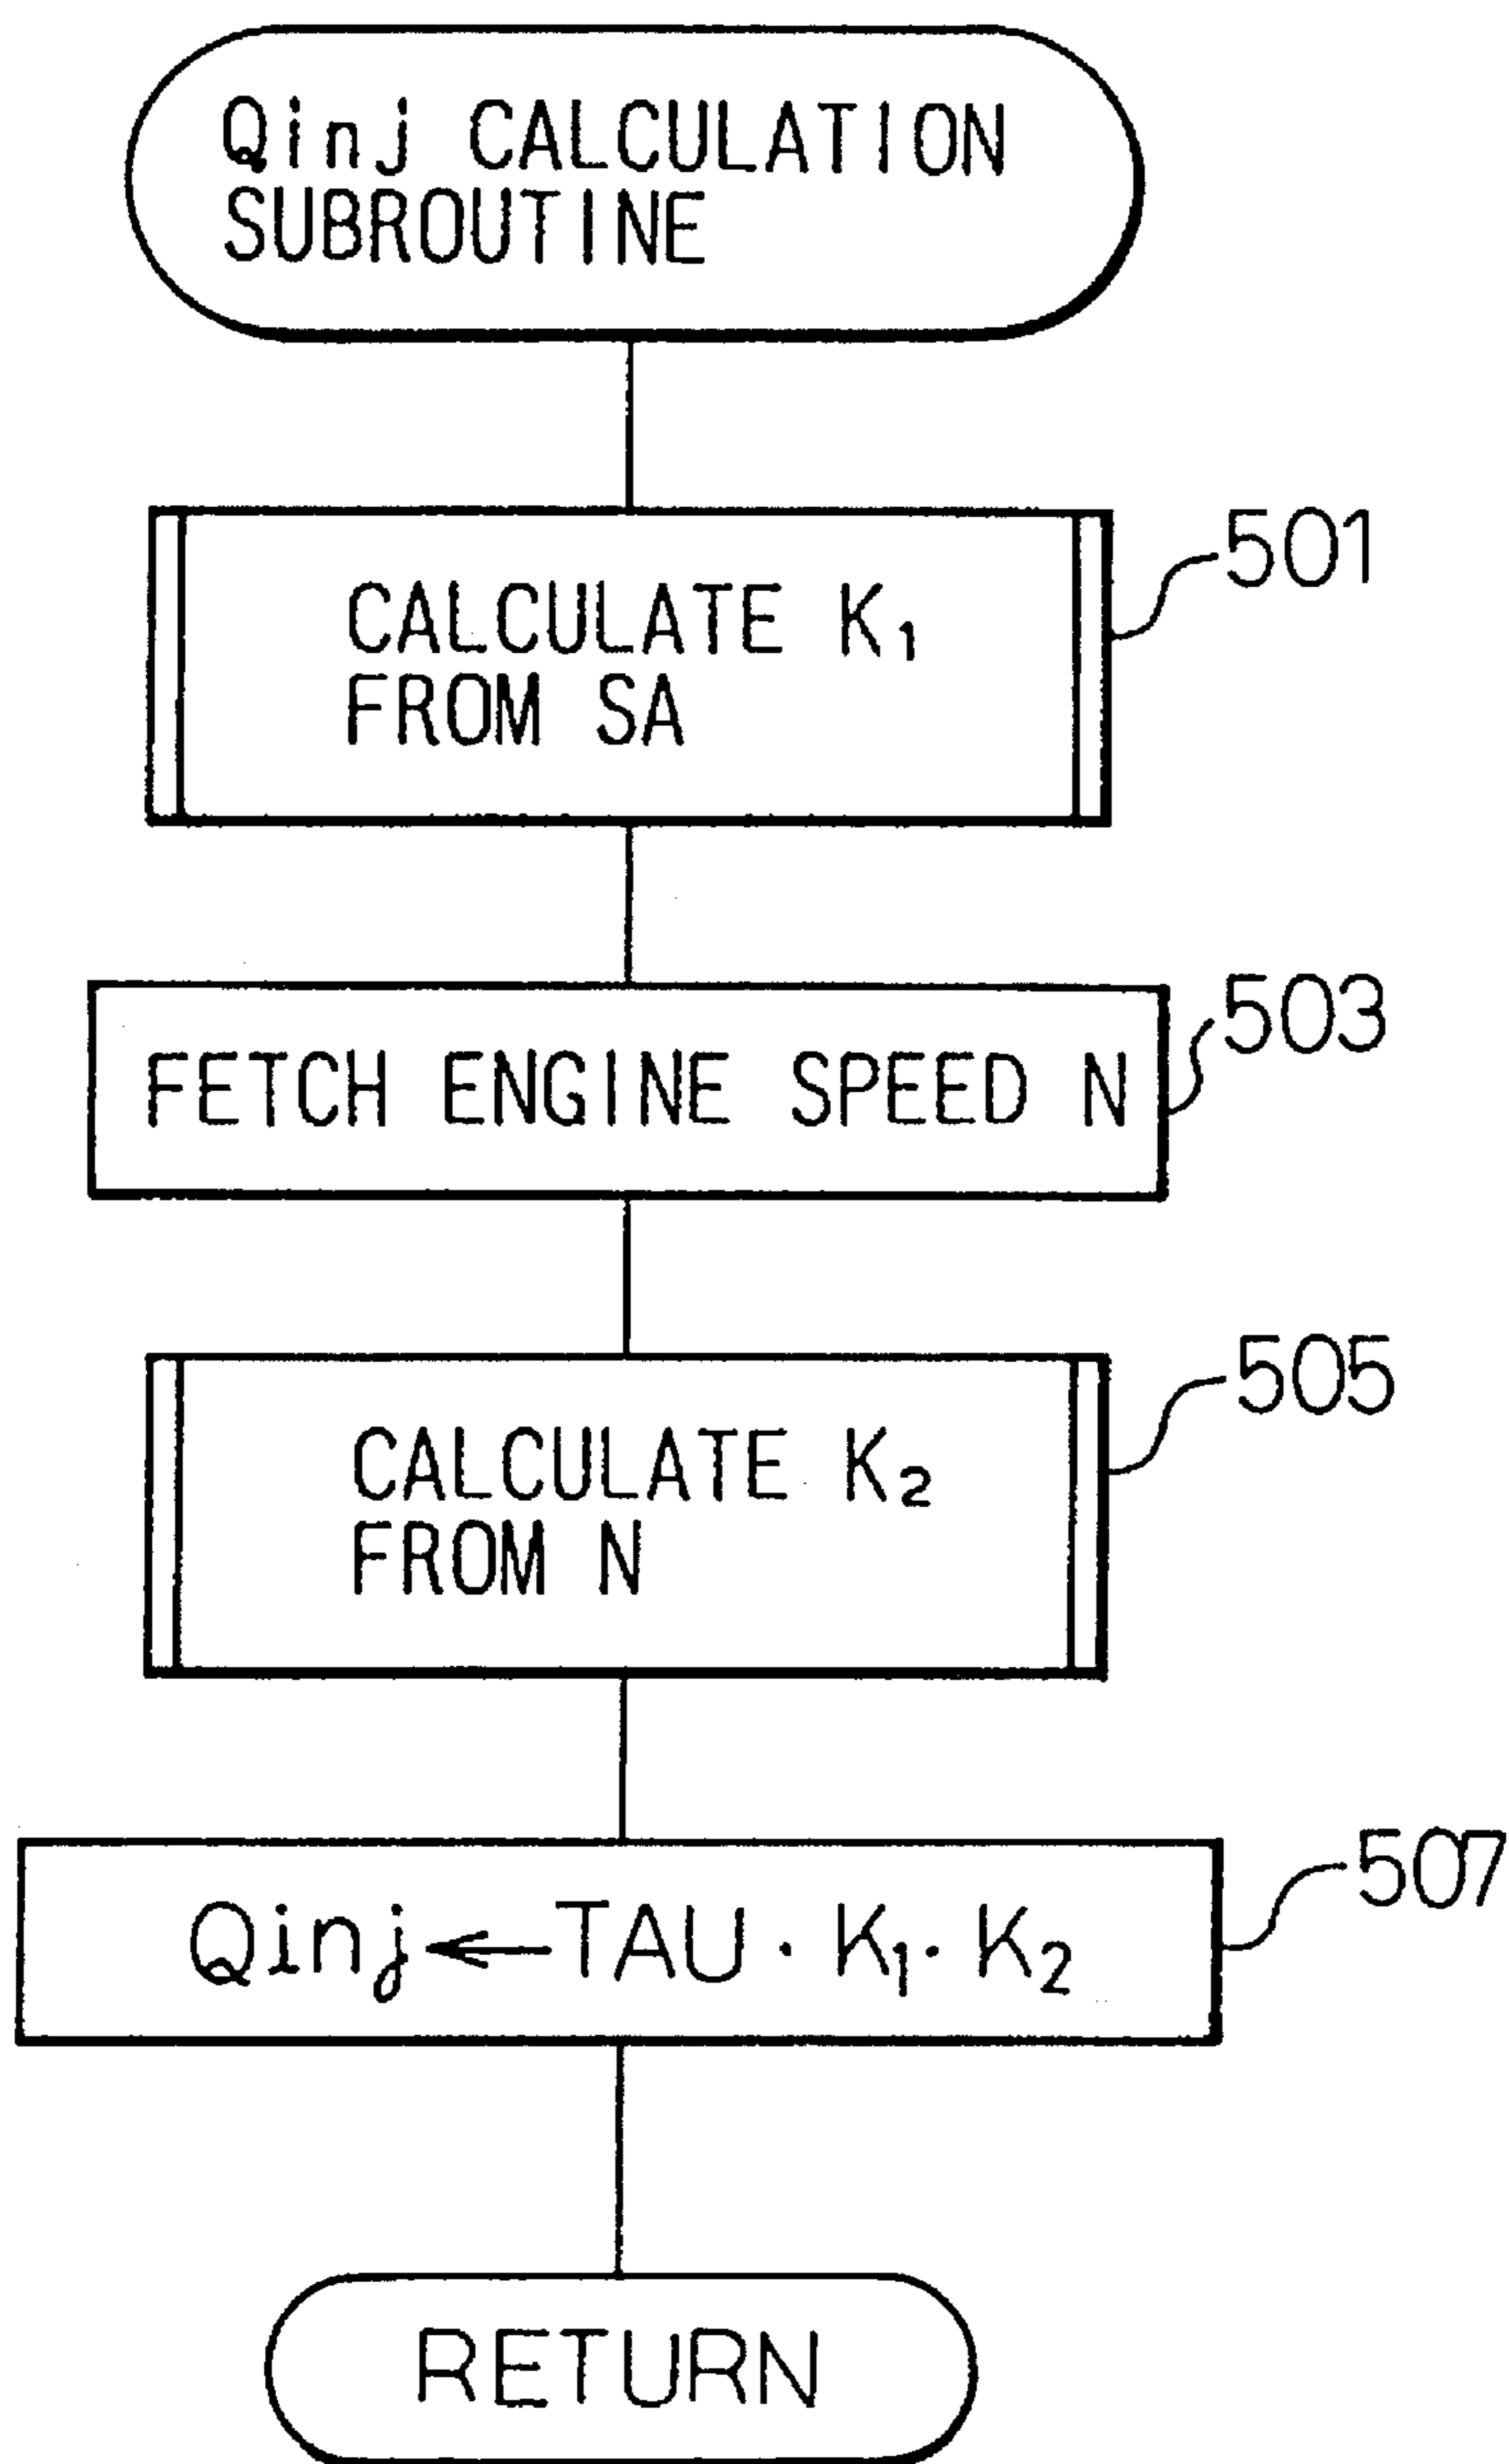 Qinj CALCULATION
SUBROUTINE
CALCULATE K₁
FROM SA
501
FETCH ENGINE SPEED N
503
CALCULATE K₂
FROM N
505
Qinj ← TAU · K₁ · K₂
507
RETURN